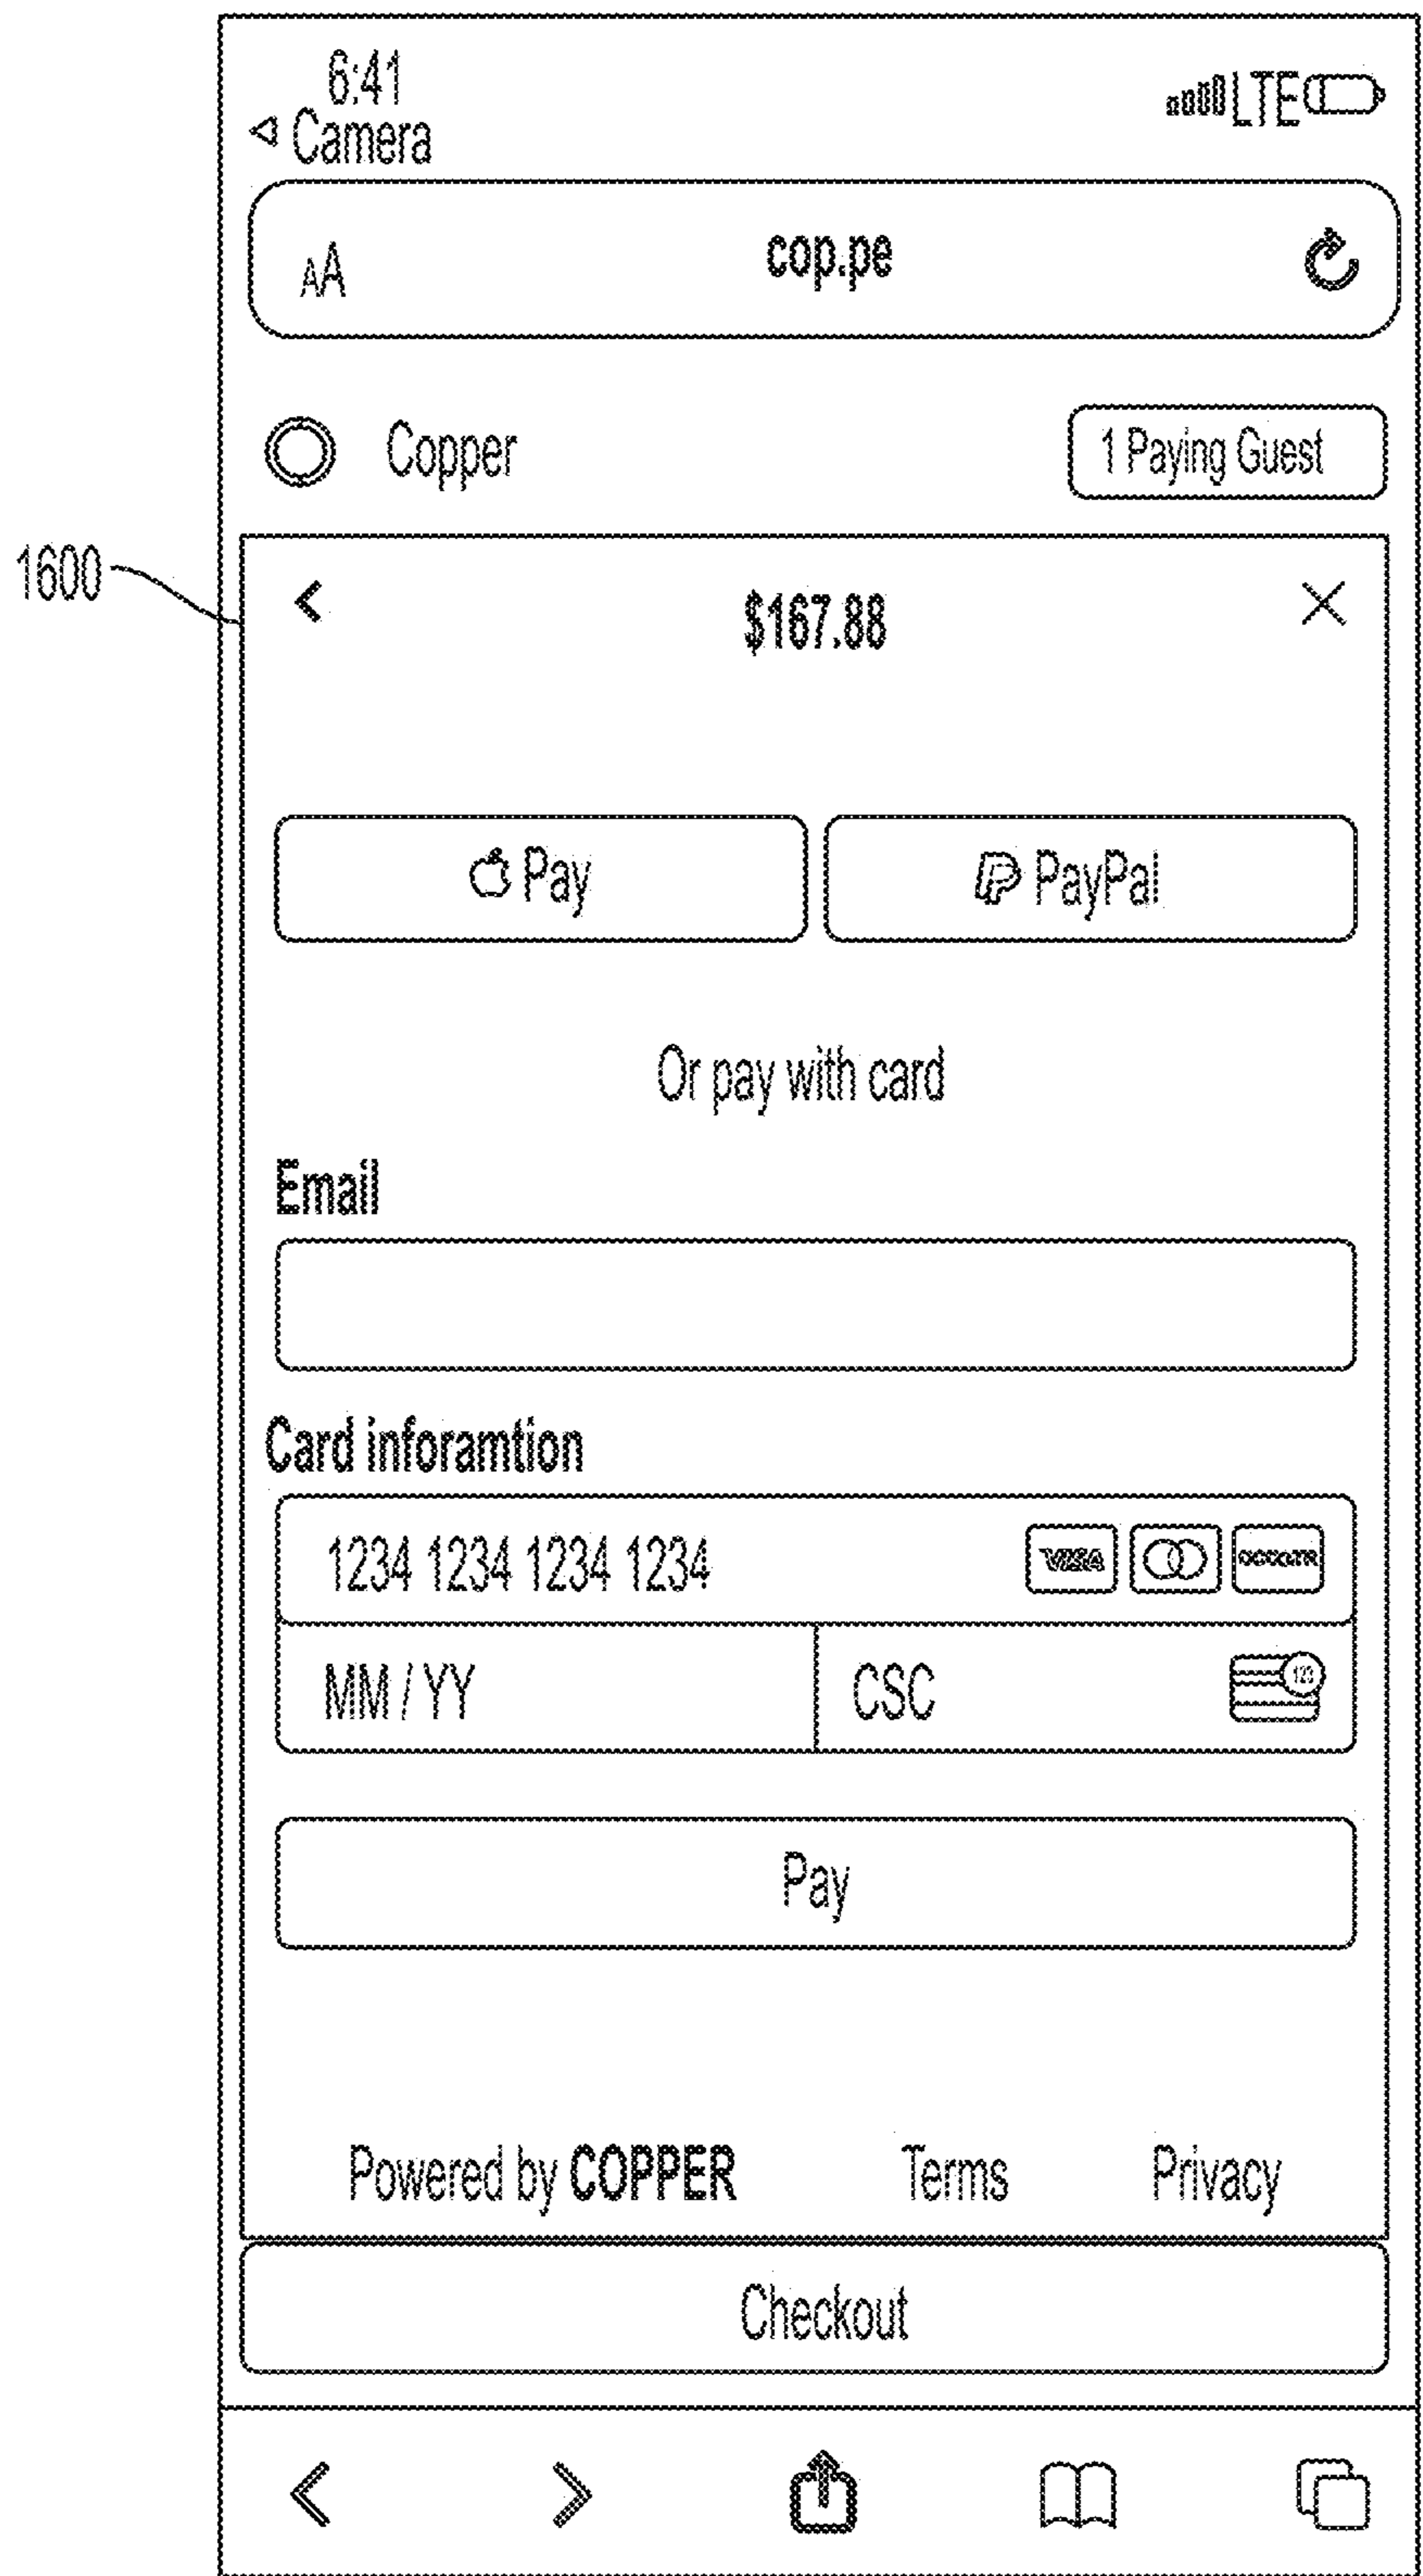 6:41
Camera
LTE
AA
cop.pe
Copper
1 Paying Guest
1600
$167.88
Pay
PayPal
Or pay with card
Email
Card inforamtion
1234 1234 1234 1234
VISA
MM / YY
CSC
123
Pay
Powered by COPPER
Terms
Privacy
Checkout